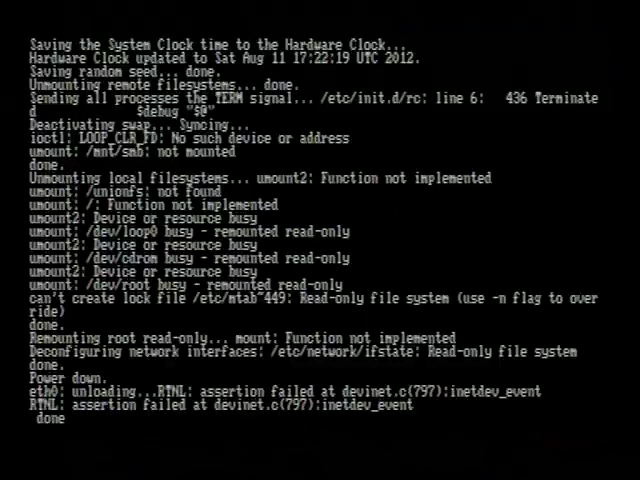 Saving the System Clock time to the Hardware Clock...
Hardware Clock updated to Sat Aug 11 17:22:19 UTC 2012.
Saving random seed... done.
Unmounting remote filesystems... done.
Sending all processes the TERM signal... /etc/init.d/rc: line 6:   436 Terminate
d             $debug "$@"
Deactivating swap... Syncing...
ioctl: LOOP_CLR_FD: No such device or address
umount: /mnt/smb: not mounted
done.
Unmounting local filesystems... umount2: Function not implemented
umount: /unionfs: not found
umount: /: Function not implemented
umount2: Device or resource busy
umount: /dev/loop0 busy - remounted read-only
umount2: Device or resource busy
umount: /dev/cdrom busy - remounted read-only
umount2: Device or resource busy
umount: /dev/root busy - remounted read-only
can't create lock file /etc/mtab~449: Read-only file system (use -n flag to over
ride)
done.
Remounting root read-only... mount: Function not implemented
Deconfiguring network interfaces: /etc/network/ifstate: Read-only file system
done.
Power down.
eth0: unloading...RTNL: assertion failed at devinet.c(797):inetdev_event
RTNL: assertion failed at devinet.c(797):inetdev_event
 done